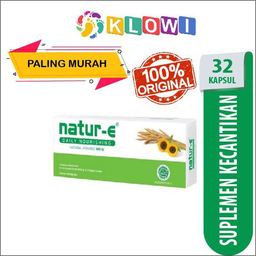 KLOWI
PALING MURAH
100%
ORIGINAL
32
KAPSUL
SUPLEMEN KECANTIKAN
natur-e®
DAILY NOURISHING